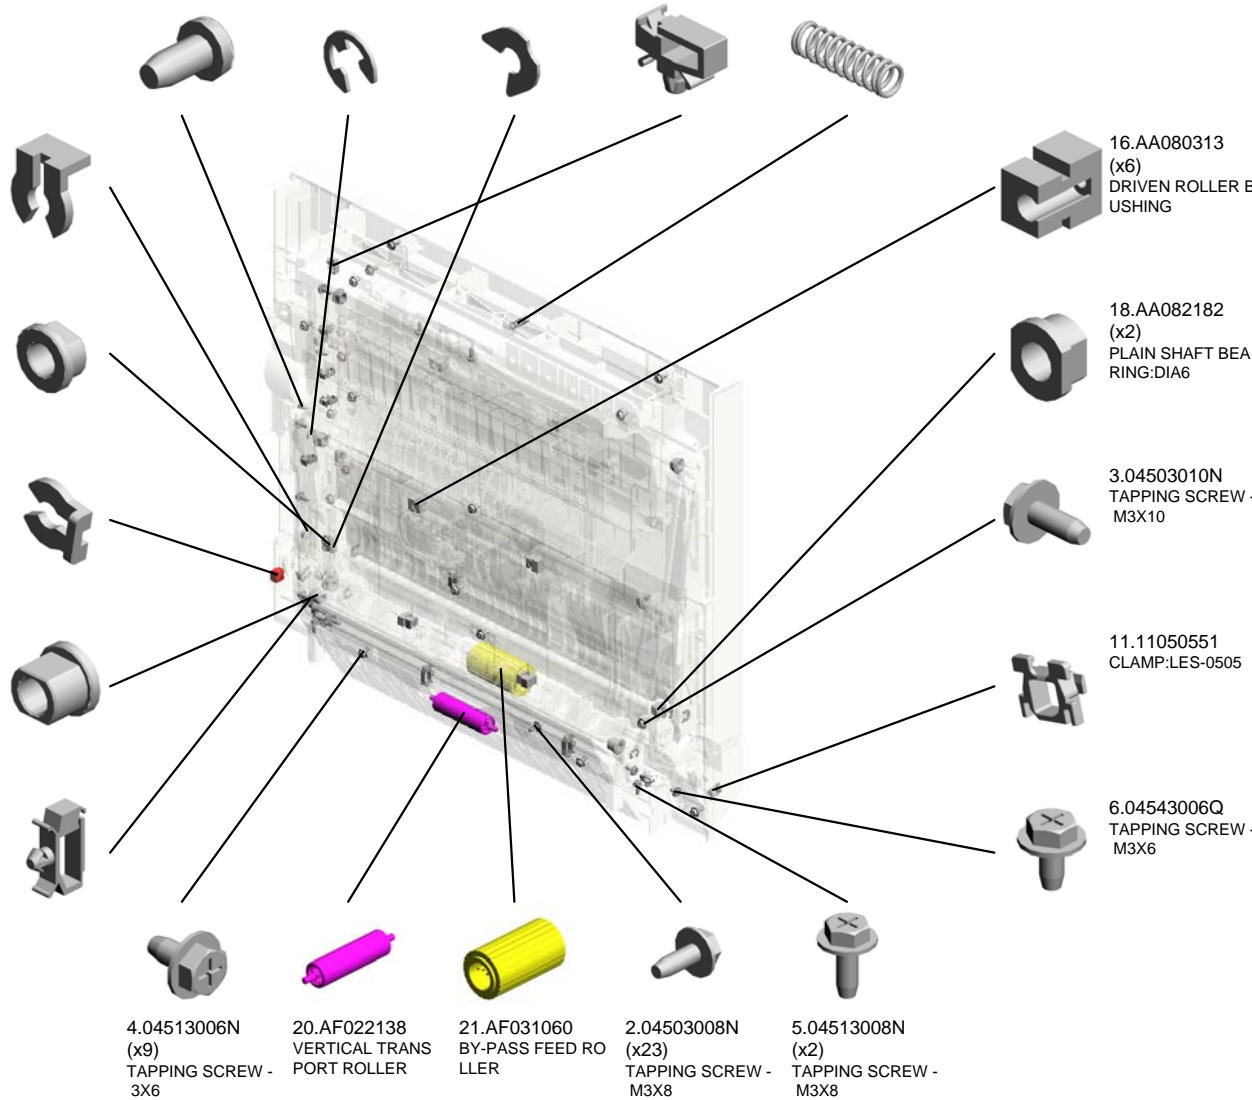 16.AA080313
(x6)
DRIVEN ROLLER B
USHING
18.AA082182
(x2)
PLAIN SHAFT BEA
RING:DIA6
3.04503010N
TAPPING SCREW -
M3X10
11.11050551
CLAMP:LES-0505
6.04543006Q
TAPPING SCREW -
M3X6
4.04513006N
(x9)
TAPPING SCREW -
3X6
20.AF022138
VERTICAL TRANS
PORT ROLLER
21.AF031060
BY-PASS FEED RO
LLER
2.04503008N
(x23)
TAPPING SCREW -
M3X8
5.04513008N
(x2)
TAPPING SCREW -
M3X8